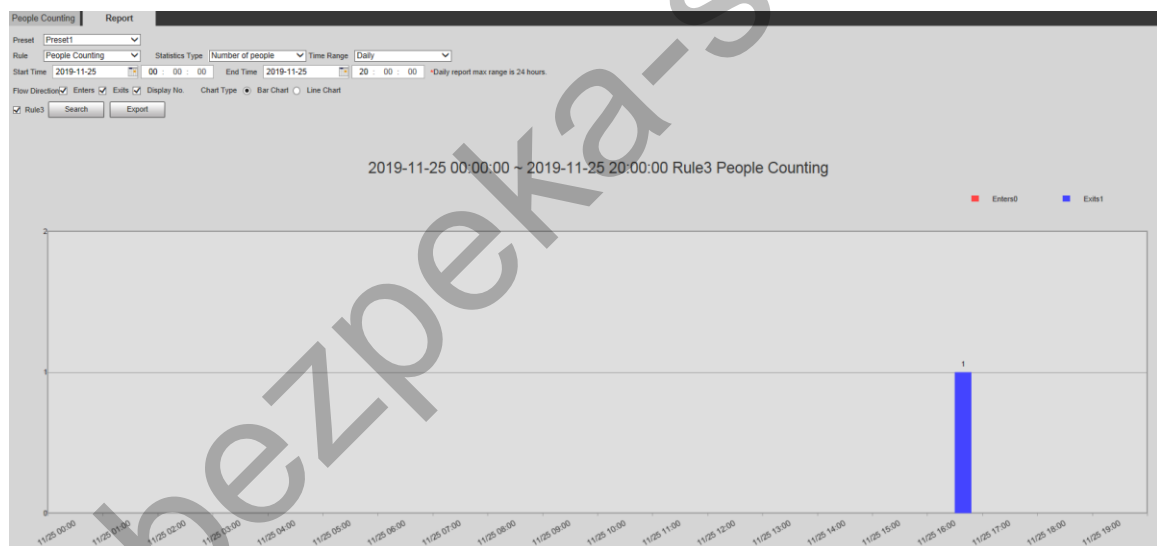 People Counting Report
Preset Preset1
Rule People Counting Statistics Type Number of people Time Range Daily
Start Time 2019-11-25 00 : 00 : 00 End Time 2019-11-25 20 : 00 : 00 *Daily report max range is 24 hours.
Flow Direction Enters Exits Display No. Chart Type Bar Chart Line Chart
Rule3 Search Export
2019-11-25 00:00:00 ~ 2019-11-25 20:00:00 Rule3 People Counting
Enters0 Exits1
2
1
1
0
11/25 00:00 11/25 01:00 11/25 02:00 11/25 03:00 11/25 04:00 11/25 05:00 11/25 06:00 11/25 07:00 11/25 08:00 11/25 09:00 11/25 10:00 11/25 11:00 11/25 12:00 11/25 13:00 11/25 14:00 11/25 15:00 11/25 16:00 11/25 17:00 11/25 18:00 11/25 19:00
bezpeka-s